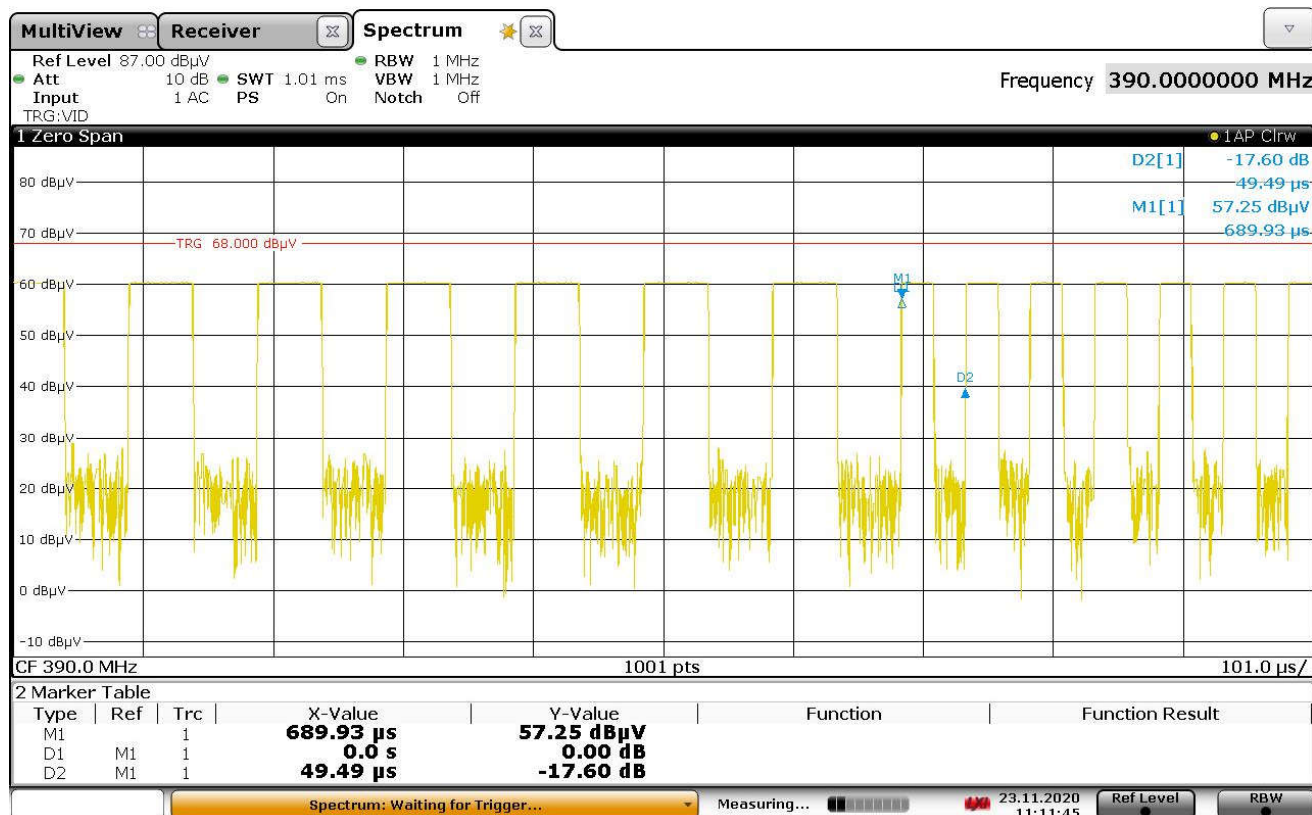 MultiView Receiver Spectrum
Ref Level 87.00 dBµV RBW 1 MHz
Att 10 dB SWT 1.01 ms VBW 1 MHz
Input 1 AC PS On Notch Off
TRG:VID
Frequency 390.0000000 MHz
1 Zero Span 1AP Clrw
D2[1] -17.60 dB
49.49 µs
M1[1] 57.25 dBµV
689.93 µs
80 dBµV
70 dBµV
TRG 68.000 dBµV
60 dBµV
M1
50 dBµV
40 dBµV
D2
30 dBµV
20 dBµV
10 dBµV
0 dBµV
-10 dBµV
CF 390.0 MHz 1001 pts 101.0 µs/
2 Marker Table
Type Ref Trc X-Value Y-Value Function Function Result
M1 1 689.93 µs 57.25 dBµV
D1 M1 1 0.0 s 0.00 dB
D2 M1 1 49.49 µs -17.60 dB
Spectrum: Waiting for Trigger... Measuring... LXI 23.11.2020 Ref Level RBW
11:11:45